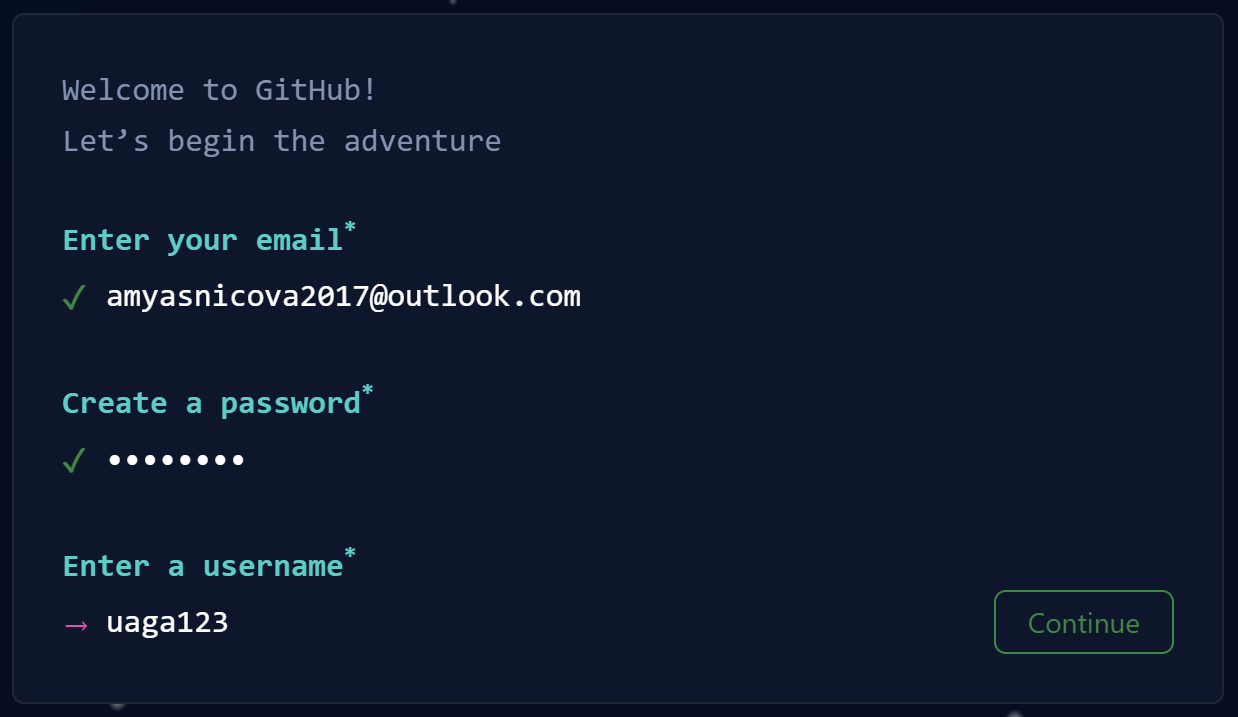 Welcome to GitHub!
Let’s begin the adventure
Enter your email*
✓ amyasnicova2017@outlook.com
Create a password*
✓ ••••••••
Enter a username*
→ uaga123
Continue